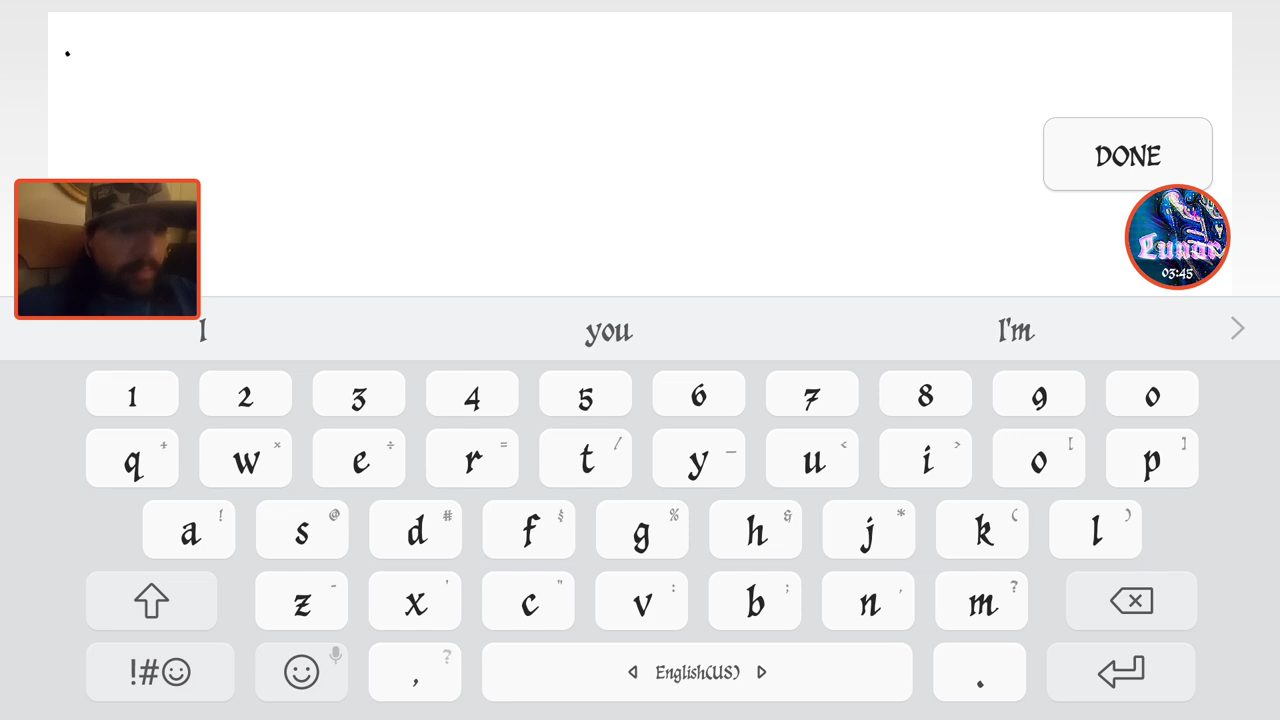 .
DONE
Lunar
03:45
I you I'm
1 2 3 4 5 6 7 8 9 0
q + w × e ÷ r = t / y _ u < i > o [ p ]
a ! s @ d # f $ g % h & j * k ( l )
z - x ' c " v : b ; n , m ?
!#☺ , ? English(US) .